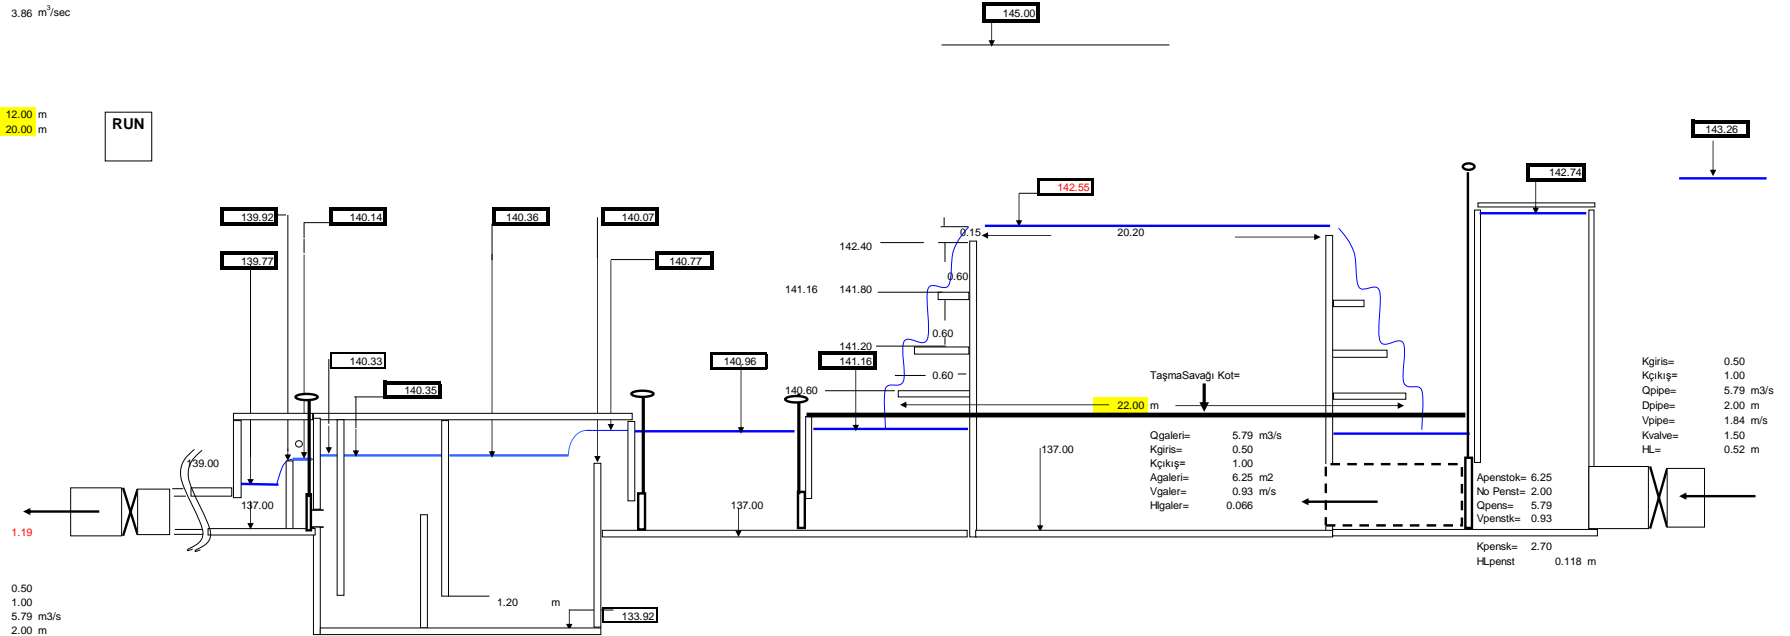 3.86 m³/sec
145.00
12.00 m
20.00 m
RUN
143.26
142.74
142.55
139.92
140.14
140.36
140.07
0.15
20.20
142.40
139.77
140.77
0.60
141.16 141.80
0.60
141.20
140.33
140.96
141.16
0.60
140.35
140.60
TaşmaSavağı Kot=
22.00 m
Kgiris= 0.50
Kçıkış= 1.00
Qpipe= 5.79 m3/s
Dpipe= 2.00 m
Vpipe= 1.84 m/s
Kvalve= 1.50
HL= 0.52 m
Qgaleri= 5.79 m3/s
Kgiris= 0.50
Kçıkış= 1.00
Agaleri= 6.25 m2
Vgaler= 0.93 m/s
Hlgaler= 0.066
137.00
139.00
137.00
137.00
Apenstok= 6.25
No Penst= 2.00
Qpens= 5.79
Vpenstk= 0.93
Kpensk= 2.70
HLpenst 0.118 m
1.19
0.50
1.00
5.79 m3/s
2.00 m
1.20 m
133.92